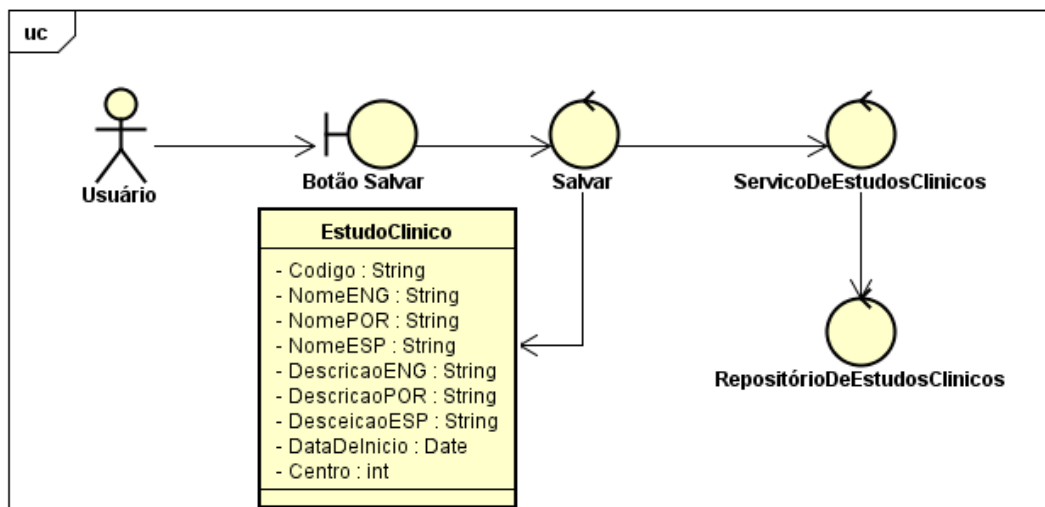 uc
Usuário
Botão Salvar
Salvar
ServicoDeEstudosClinicos
EstudoClinico
- Codigo : String
- NomeENG : String
- NomePOR : String
- NomeESP : String
- DescricaoENG : String
- DescricaoPOR : String
- DesceicaoESP : String
- DataDeInicio : Date
- Centro : int
RepositórioDeEstudosClinicos